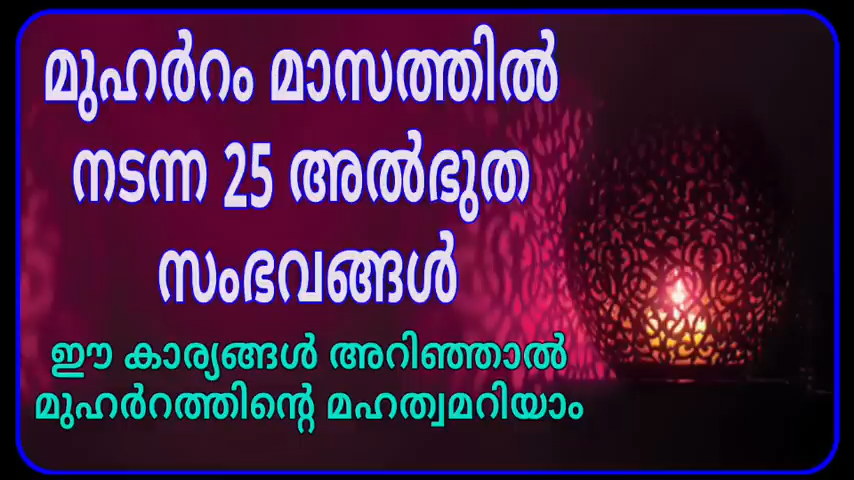 മുഹർറം മാസത്തിൽ
നടന്ന 25 അൽഭുത
സംഭവങ്ങൾ
ഈ കാര്യങ്ങൾ അറിഞ്ഞാൽ
മുഹർറത്തിന്റെ മഹത്വമറിയാം